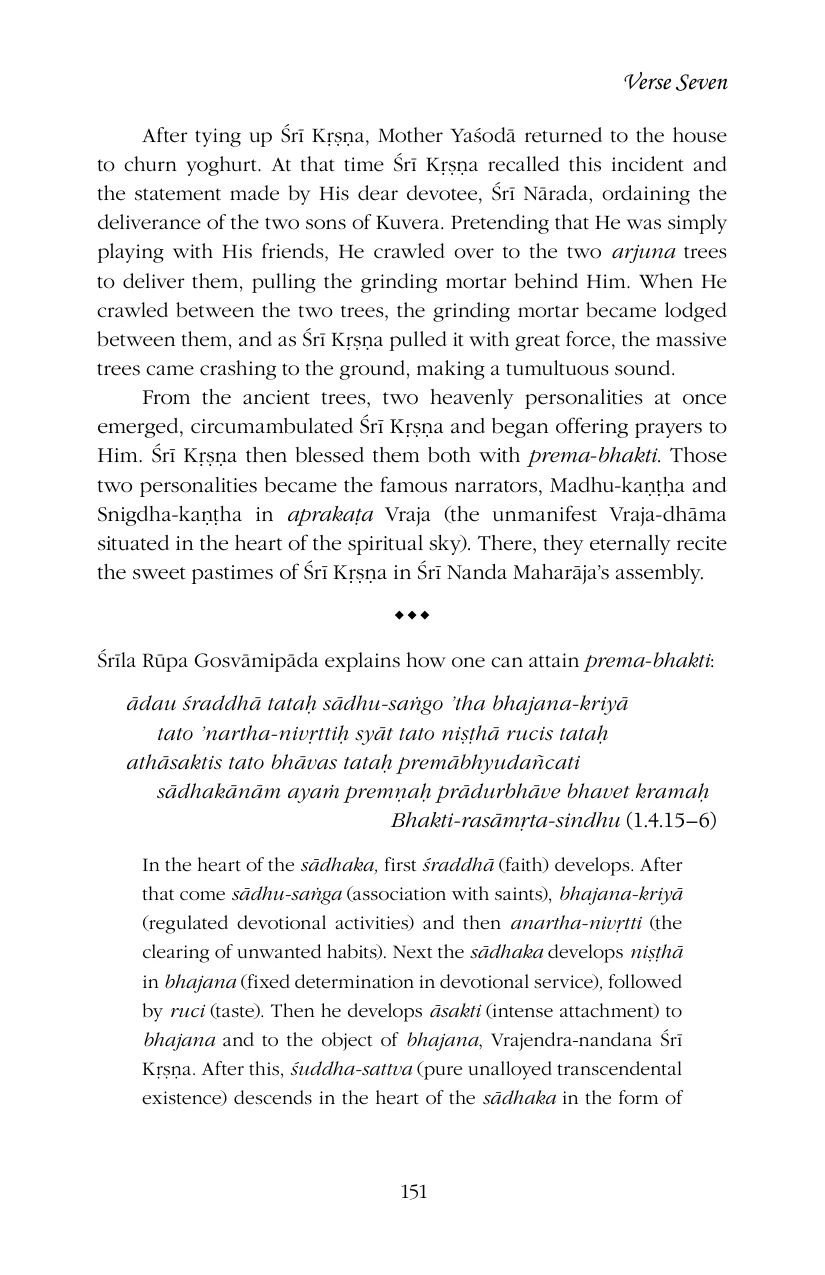 Verse Seven
After tying up Śrī Kṛṣṇa, Mother Yaśodā returned to the house
to churn yoghurt. At that time Śrī Kṛṣṇa recalled this incident and
the statement made by His dear devotee, Śrī Nārada, ordaining the
deliverance of the two sons of Kuvera. Pretending that He was simply
playing with His friends, He crawled over to the two arjuna trees
to deliver them, pulling the grinding mortar behind Him. When He
crawled between the two trees, the grinding mortar became lodged
between them, and as Śrī Kṛṣṇa pulled it with great force, the massive
trees came crashing to the ground, making a tumultuous sound.
From the ancient trees, two heavenly personalities at once
emerged, circumambulated Śrī Kṛṣṇa and began offering prayers to
Him. Śrī Kṛṣṇa then blessed them both with prema-bhakti. Those
two personalities became the famous narrators, Madhu-kaṇṭha and
Snigdha-kaṇṭha in aprakaṭa Vraja (the unmanifest Vraja-dhāma
situated in the heart of the spiritual sky). There, they eternally recite
the sweet pastimes of Śrī Kṛṣṇa in Śrī Nanda Maharāja’s assembly.
◆◆◆
Śrīla Rūpa Gosvāmipāda explains how one can attain prema-bhakti:
ādau śraddhā tataḥ sādhu-saṅgo ’tha bhajana-kriyā
tato ’nartha-nivṛttiḥ syāt tato niṣṭhā rucis tataḥ
athāsaktis tato bhāvas tataḥ premābhyudañcati
sādhakānām ayaṁ premṇaḥ prādurbhāve bhavet kramaḥ
Bhakti-rasāmṛta-sindhu (1.4.15–6)
In the heart of the sādhaka, first śraddhā (faith) develops. After
that come sādhu-saṅga (association with saints), bhajana-kriyā
(regulated devotional activities) and then anartha-nivṛtti (the
clearing of unwanted habits). Next the sādhaka develops niṣṭhā
in bhajana (fixed determination in devotional service), followed
by ruci (taste). Then he develops āsakti (intense attachment) to
bhajana and to the object of bhajana, Vrajendra-nandana Śrī
Kṛṣṇa. After this, śuddha-sattva (pure unalloyed transcendental
existence) descends in the heart of the sādhaka in the form of
151